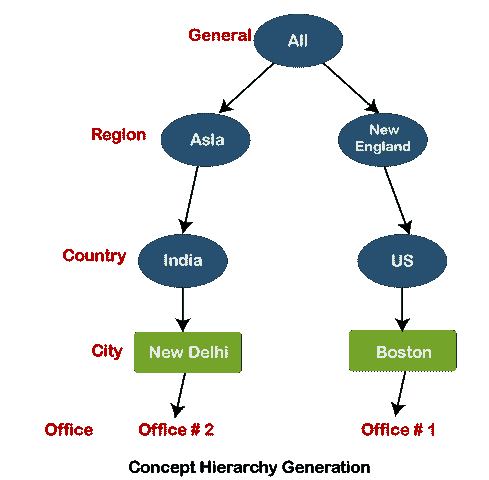 General All
Region Asia New
England
Country India US
City New Delhi Boston
Office Office # 2 Office # 1
Concept Hierarchy Generation